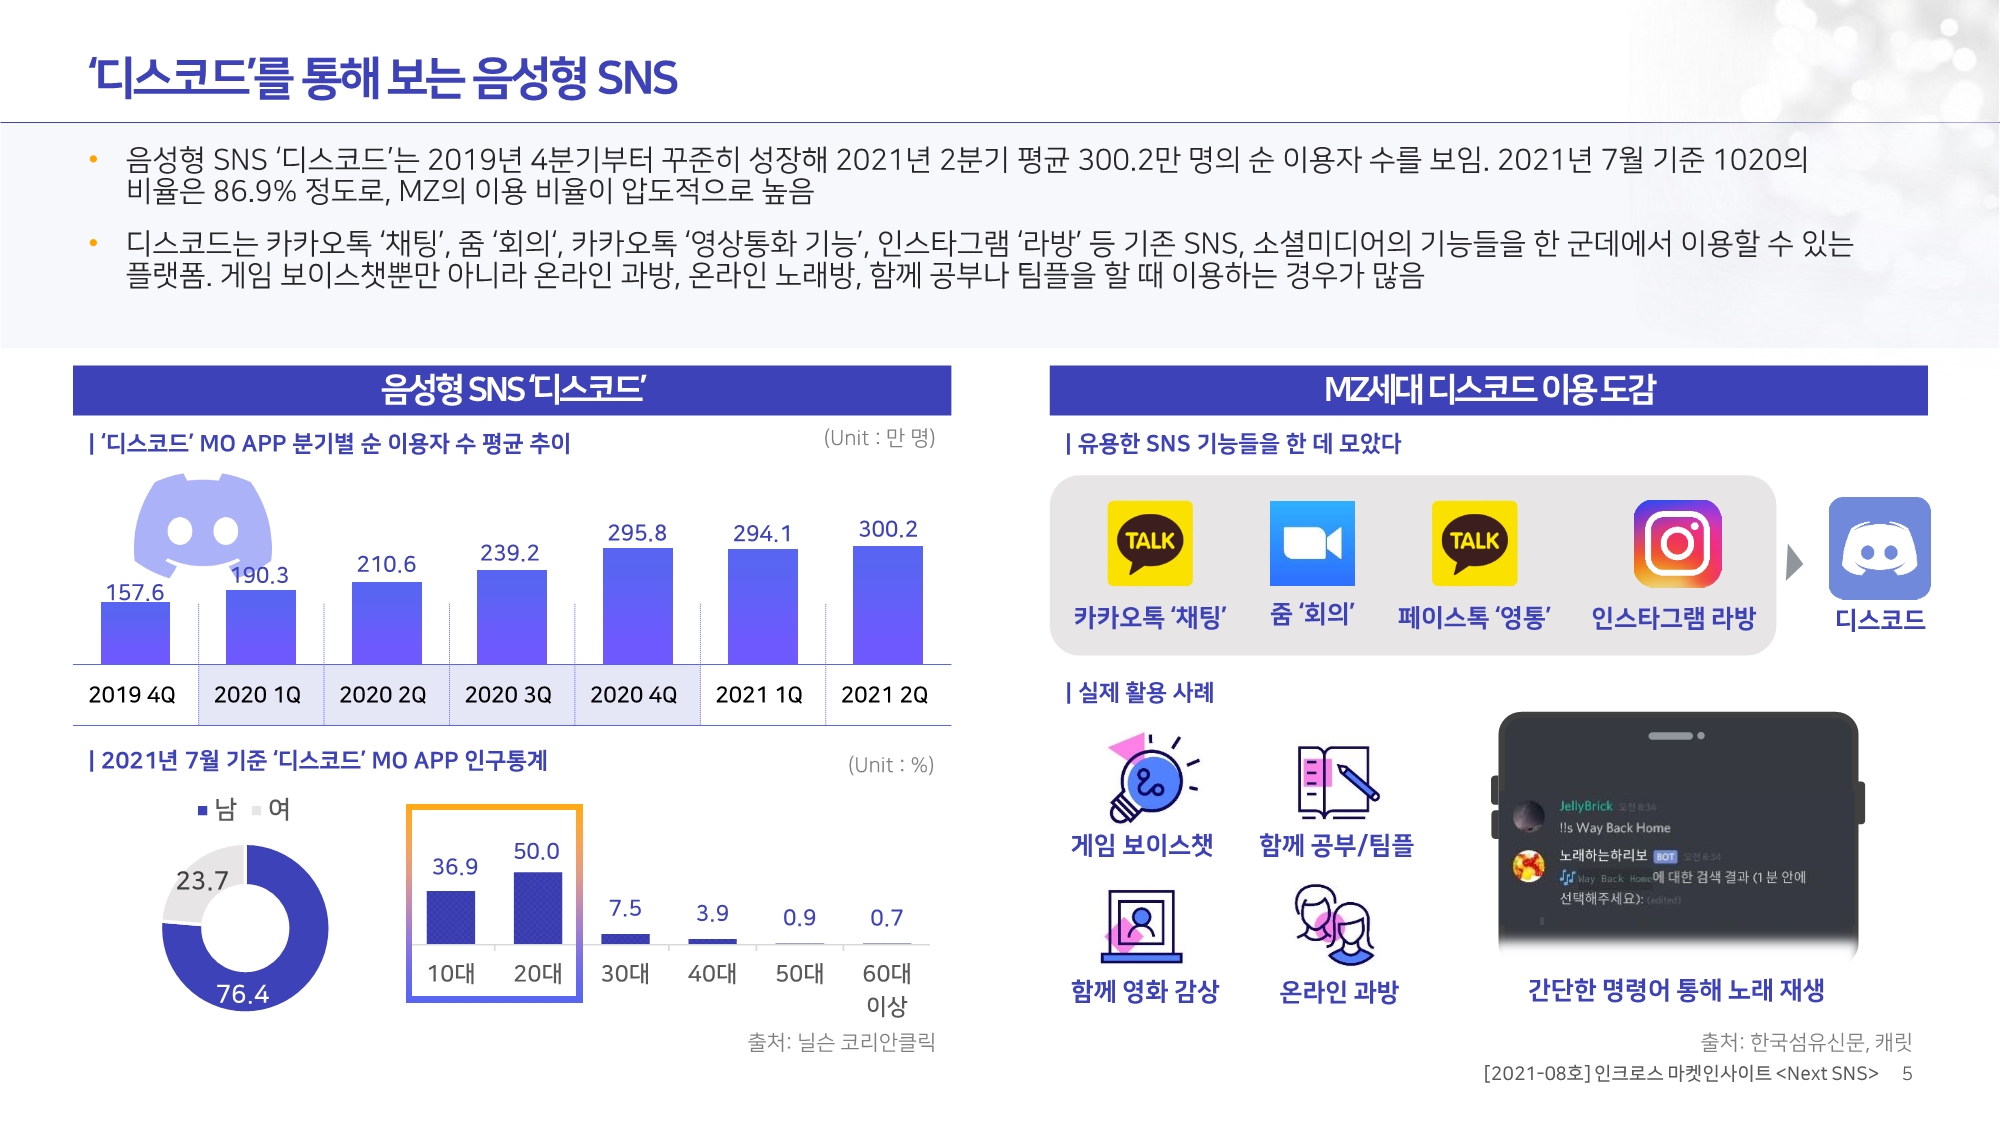 ‘디스코드’를 통해 보는 음성형 SNS
• 음성형 SNS ‘디스코드’는 2019년 4분기부터 꾸준히 성장해 2021년 2분기 평균 300.2만 명의 순 이용자 수를 보임. 2021년 7월 기준 1020의
비율은 86.9% 정도로, MZ의 이용 비율이 압도적으로 높음
• 디스코드는 카카오톡 ‘채팅’, 줌 ‘회의‘, 카카오톡 ‘영상통화 기능’, 인스타그램 ‘라방’ 등 기존 SNS, 소셜미디어의 기능들을 한 군데에서 이용할 수 있는
플랫폼. 게임 보이스챗뿐만 아니라 온라인 과방, 온라인 노래방, 함께 공부나 팀플을 할 때 이용하는 경우가 많음
음성형 SNS ‘디스코드’
| ‘디스코드’ MO APP 분기별 순 이용자 수 평균 추이
(Unit : 만 명)
157.6
190.3
210.6
239.2
295.8
294.1
300.2
2019 4Q
2020 1Q
2020 2Q
2020 3Q
2020 4Q
2021 1Q
2021 2Q
| 2021년 7월 기준 ‘디스코드’ MO APP 인구통계
(Unit : %)
남 여
23.7
76.4
36.9
50.0
7.5
3.9
0.9
0.7
10대
20대
30대
40대
50대
60대
이상
출처: 닐슨 코리안클릭
MZ세대 디스코드 이용 도감
| 유용한 SNS 기능들을 한 데 모았다
TALK
TALK
카카오톡 ‘채팅’
줌 ‘회의’
페이스톡 ‘영통’
인스타그램 라방
디스코드
| 실제 활용 사례
게임 보이스챗
함께 공부/팀플
함께 영화 감상
온라인 과방
JellyBrick 오전 8:34
!!s Way Back Home
노래하는하리보 BOT 오전 8:34
Way Back Home에 대한 검색 결과 (1분 안에
선택해주세요): (edited)
간단한 명령어 통해 노래 재생
출처: 한국섬유신문, 캐릿
[2021-08호] 인크로스 마켓인사이트 <Next SNS> 5